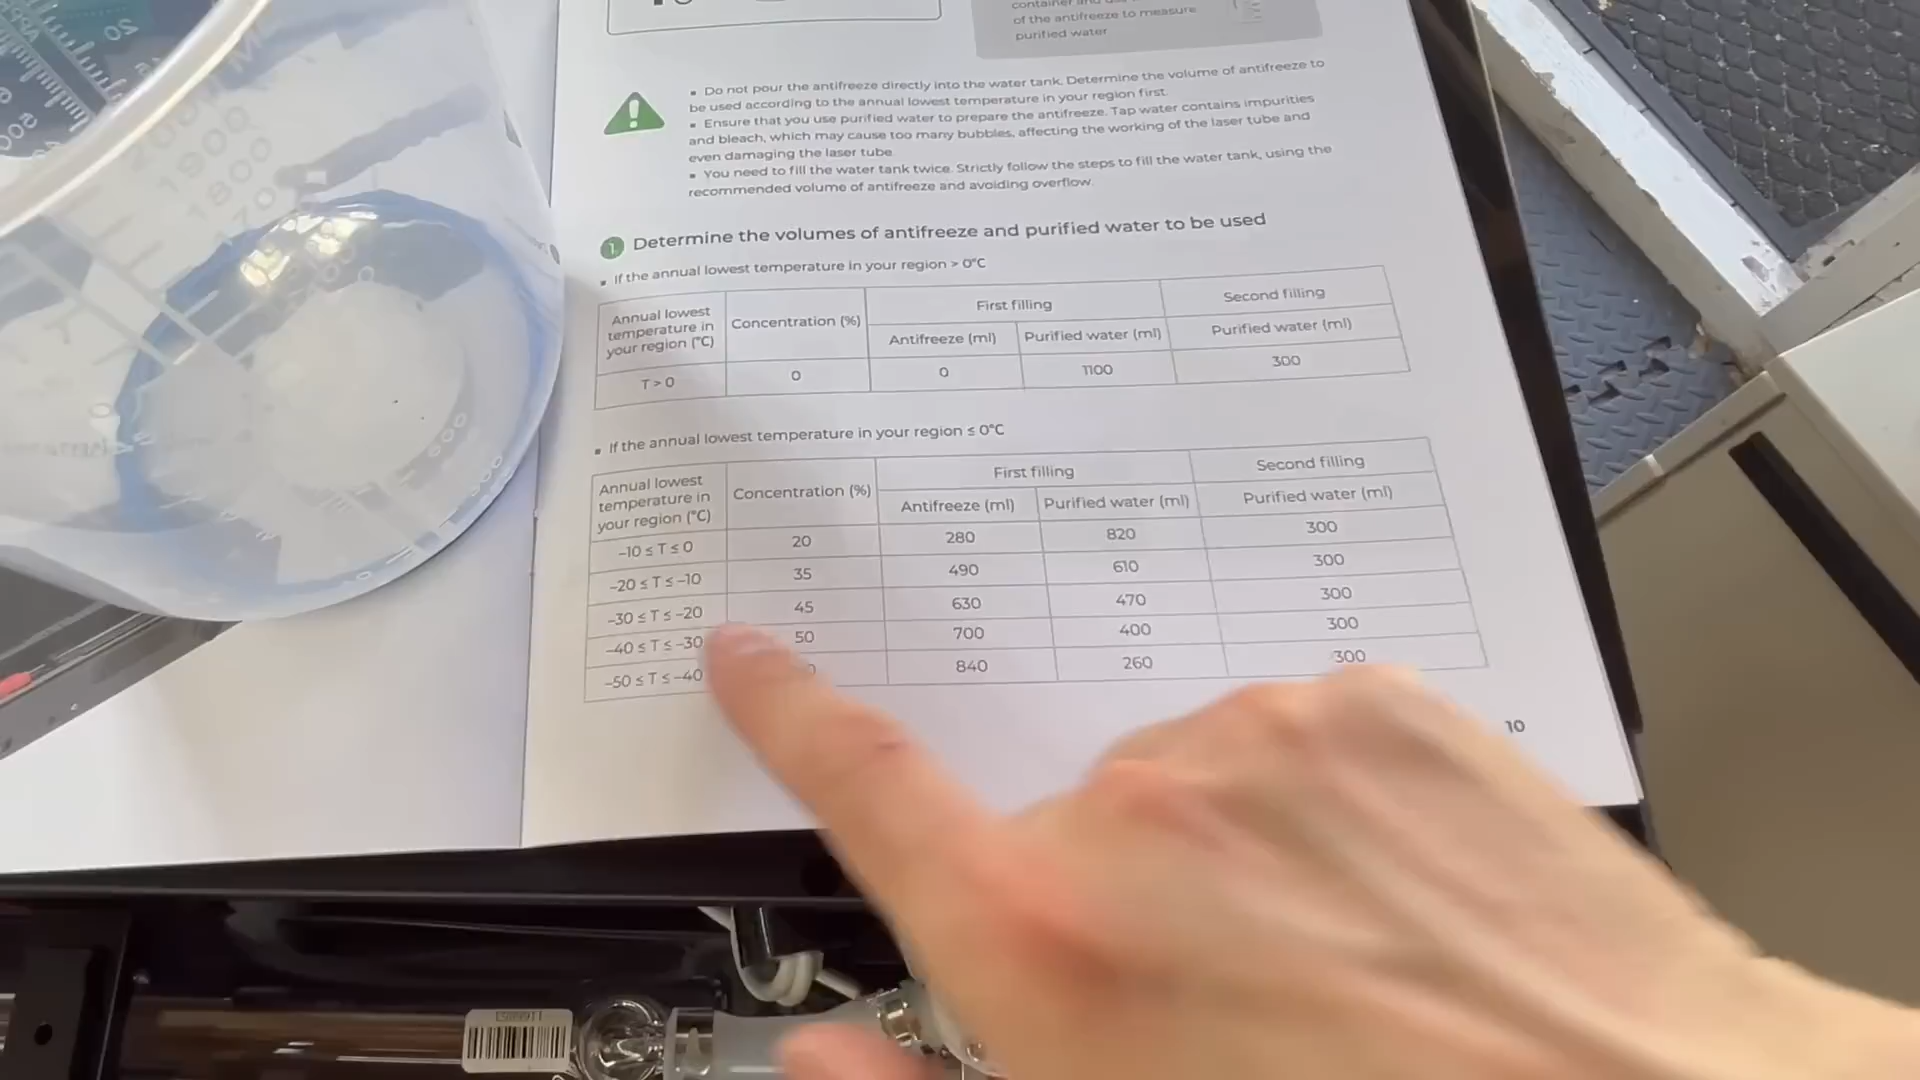 of the antifreeze to measure
purified water
▪ Do not pour the antifreeze directly into the water tank. Determine the volume of antifreeze to
be used according to the annual lowest temperature in your region first.
▪ Ensure that you use purified water to prepare the antifreeze. Tap water contains impurities
and bleach, which may cause too many bubbles, affecting the working of the laser tube and
even damaging the laser tube
▪ You need to fill the water tank twice. Strictly follow the steps to fill the water tank, using the
recommended volume of antifreeze and avoiding overflow.
1 Determine the volumes of antifreeze and purified water to be used
▪ If the annual lowest temperature in your region > 0°C
Annual lowest temperature in your region (°C) Concentration (%) First filling Second filling
Antifreeze (ml) Purified water (ml) Purified water (ml)
T > 0 0 0 1100 300
▪ If the annual lowest temperature in your region ≤ 0°C
Annual lowest temperature in your region (°C) Concentration (%) First filling Second filling
Antifreeze (ml) Purified water (ml) Purified water (ml)
–10 ≤ T ≤ 0 20 280 820 300
–20 ≤ T ≤ –10 35 490 610 300
–30 ≤ T ≤ –20 45 630 470 300
–40 ≤ T ≤ –30 50 700 400 300
–50 ≤ T ≤ –40 840 260 300
10